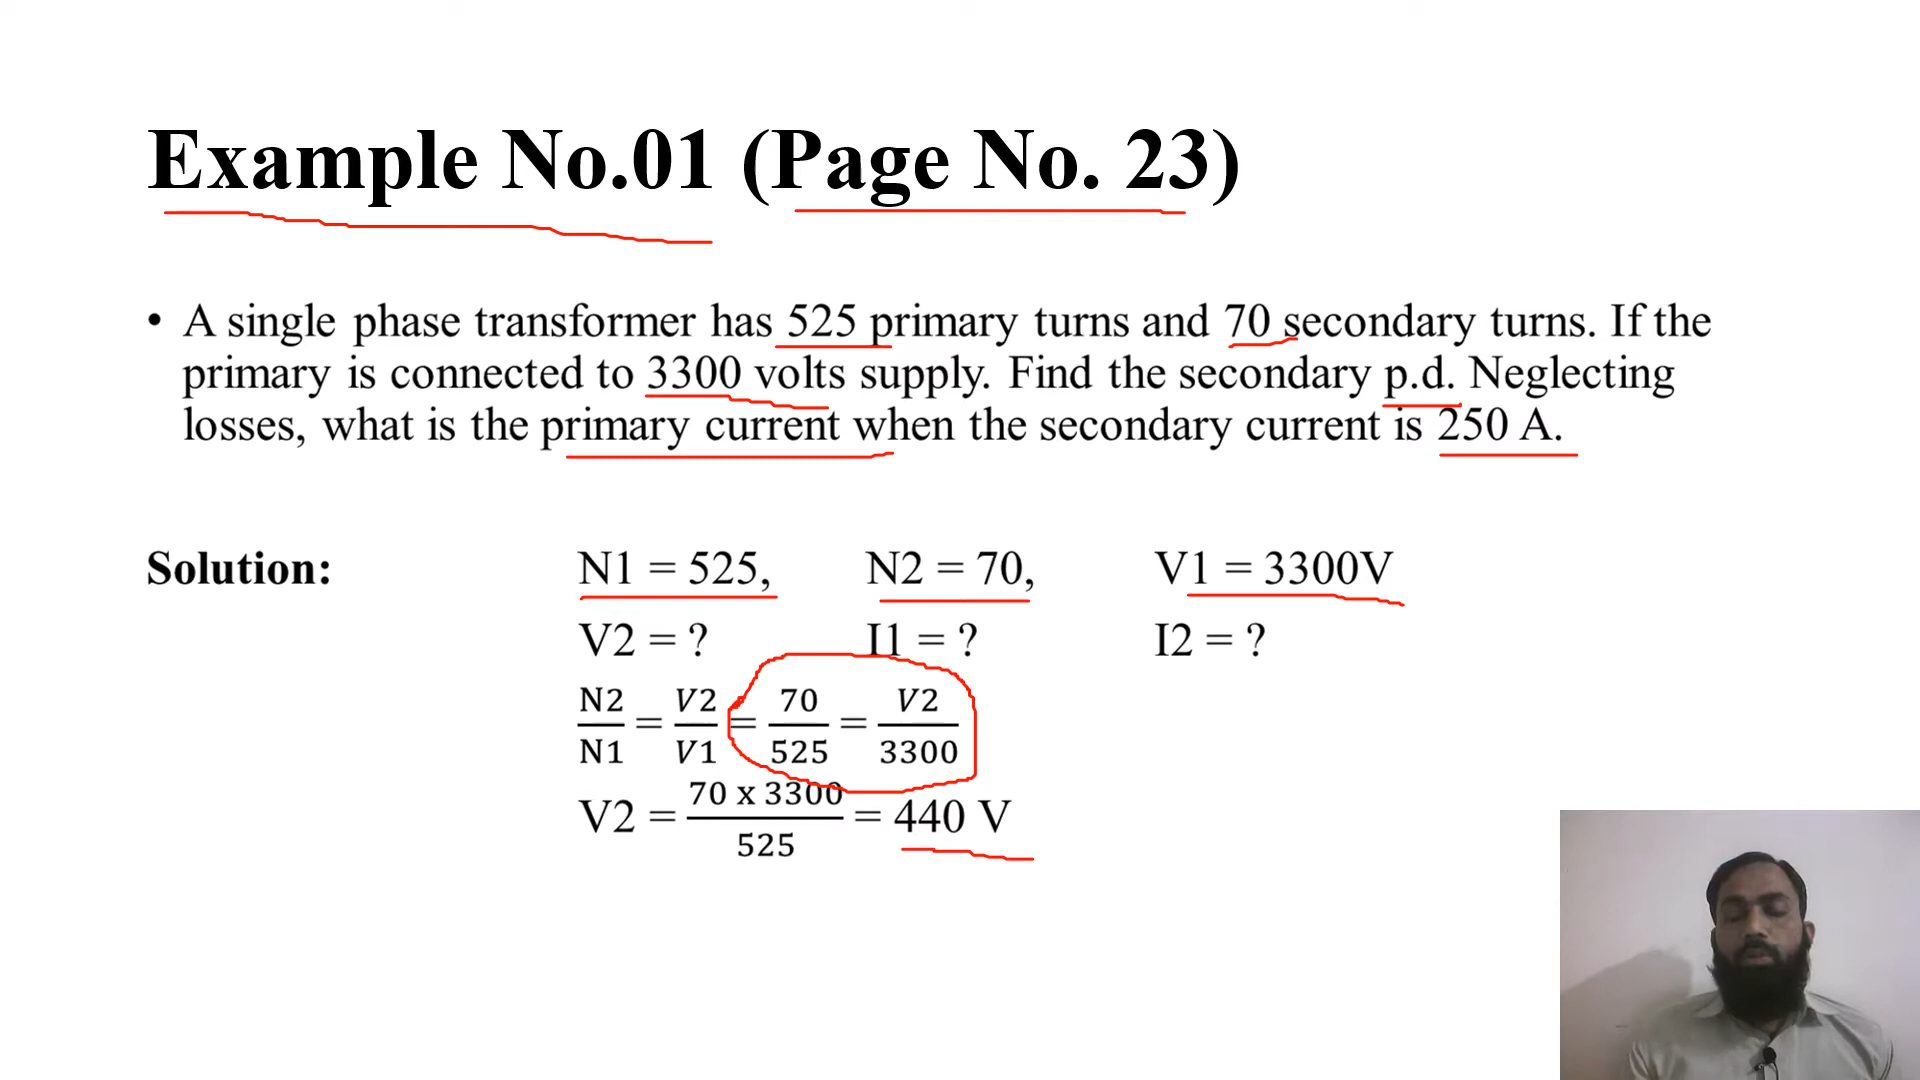 Example No.01 (Page No. 23)
• A single phase transformer has 525 primary turns and 70 secondary turns. If the
primary is connected to 3300 volts supply. Find the secondary p.d. Neglecting
losses, what is the primary current when the secondary current is 250 A.
Solution: N1 = 525, N2 = 70, V1 = 3300V
V2 = ? I1 = ? I2 = ?
N2/N1 = V2/V1 = 70/525 = V2/3300
V2 = 70 x 3300/525 = 440 V